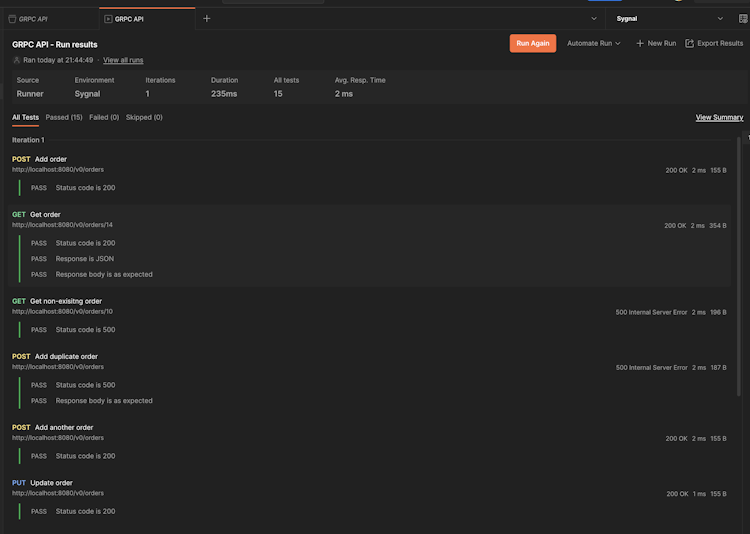 GRPC API
GRPC API
Sygnal
GRPC API - Run results
Run Again
Automate Run
New Run
Export Results
Ran today at 21:44:49 · View all runs
Source Environment Iterations Duration All tests Avg. Resp. Time
Runner Sygnal 1 235ms 15 2 ms
All Tests Passed (15) Failed (0) Skipped (0) View Summary
Iteration 1
POST Add order
http://localhost:8080/v0/orders 200 OK 2 ms 155 B
PASS Status code is 200
GET Get order
http://localhost:8080/v0/orders/14 200 OK 2 ms 354 B
PASS Status code is 200
PASS Response is JSON
PASS Response body is as expected
GET Get non-exisitng order
http://localhost:8080/v0/orders/10 500 Internal Server Error 2 ms 196 B
PASS Status code is 500
POST Add duplicate order
http://localhost:8080/v0/orders 500 Internal Server Error 2 ms 187 B
PASS Status code is 500
PASS Response body is as expected
POST Add another order
http://localhost:8080/v0/orders 200 OK 2 ms 155 B
PASS Status code is 200
PUT Update order
http://localhost:8080/v0/orders 200 OK 1 ms 155 B
PASS Status code is 200